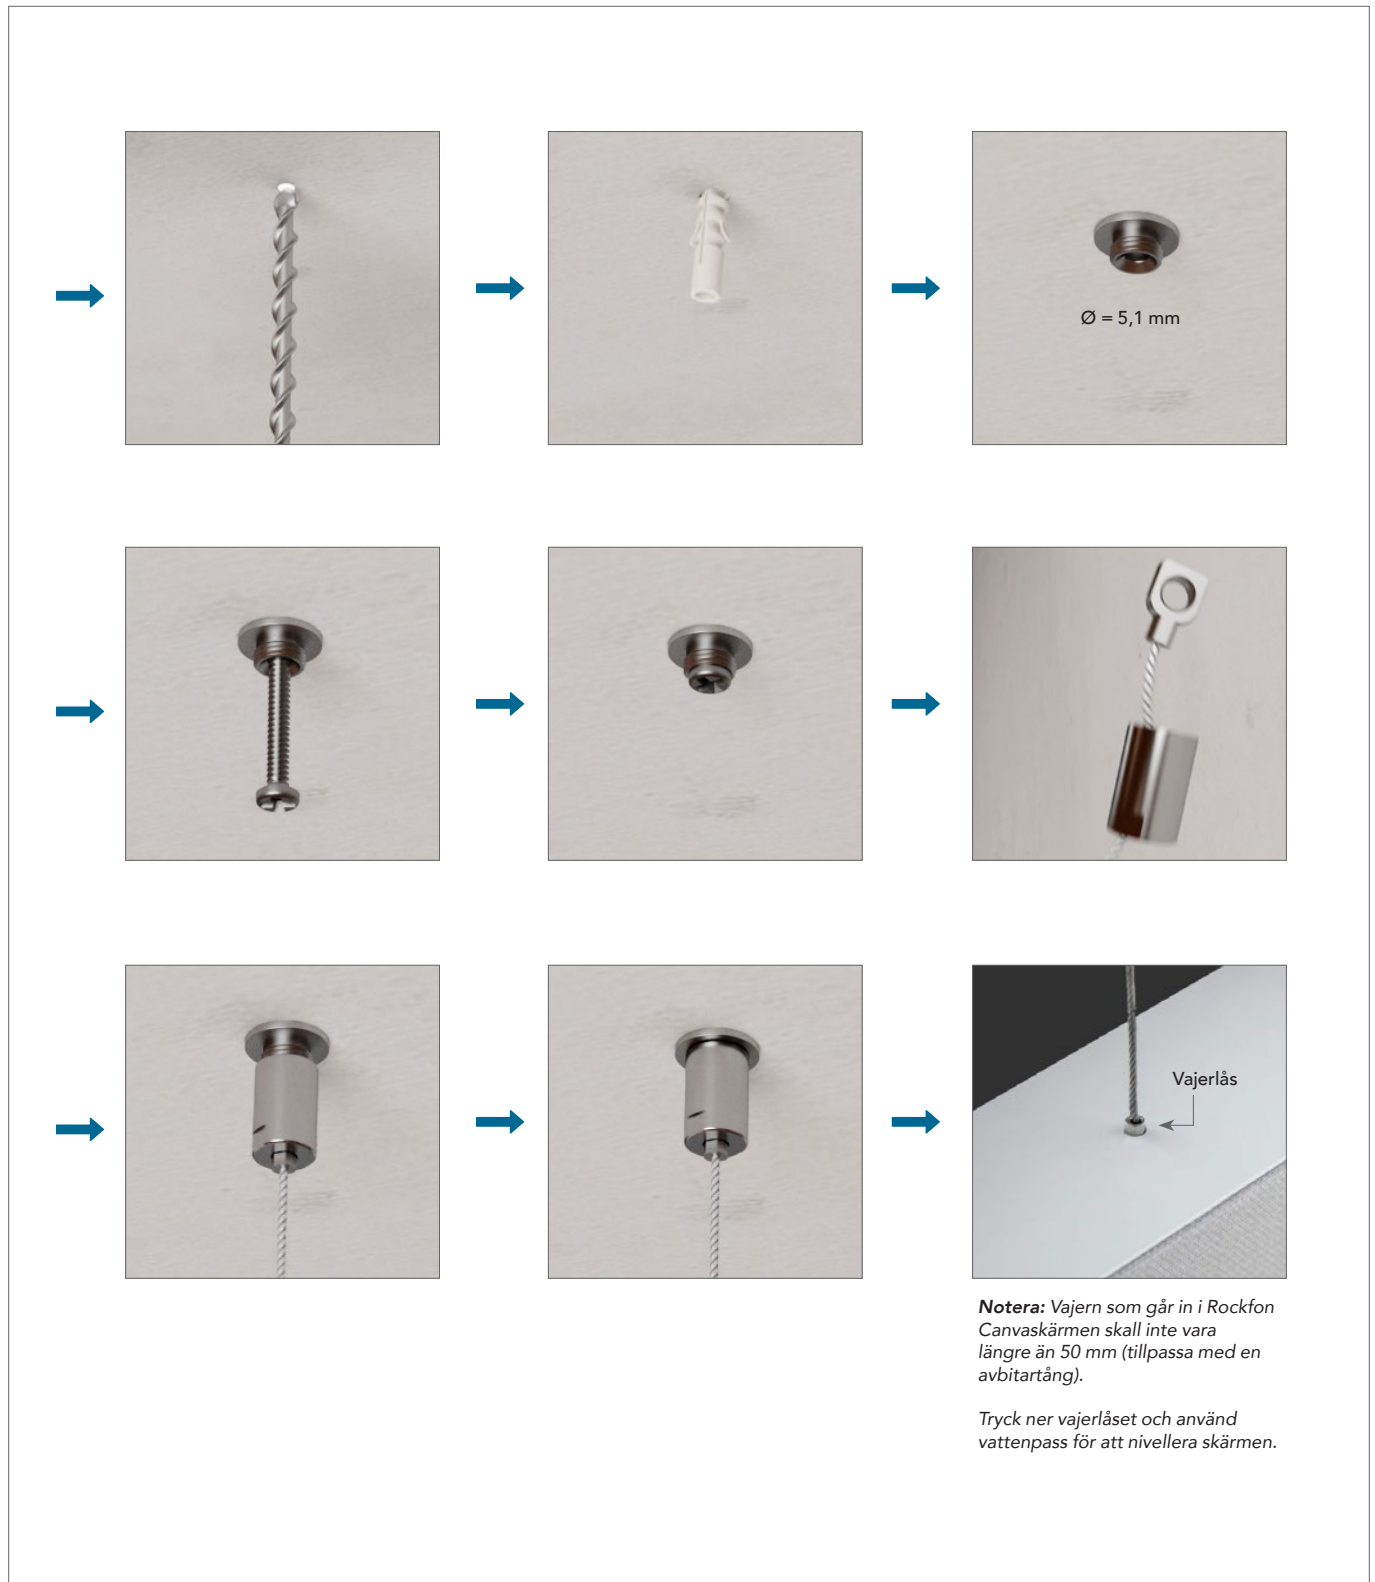 Ø = 5,1 mm
Vajerlås
Notera: Vajern som går in i Rockfon
Canvaskärmen skall inte vara
längre än 50 mm (tillpassa med en
avbitartång).
Tryck ner vajerlåset och använd
vattenpass för att nivellera skärmen.